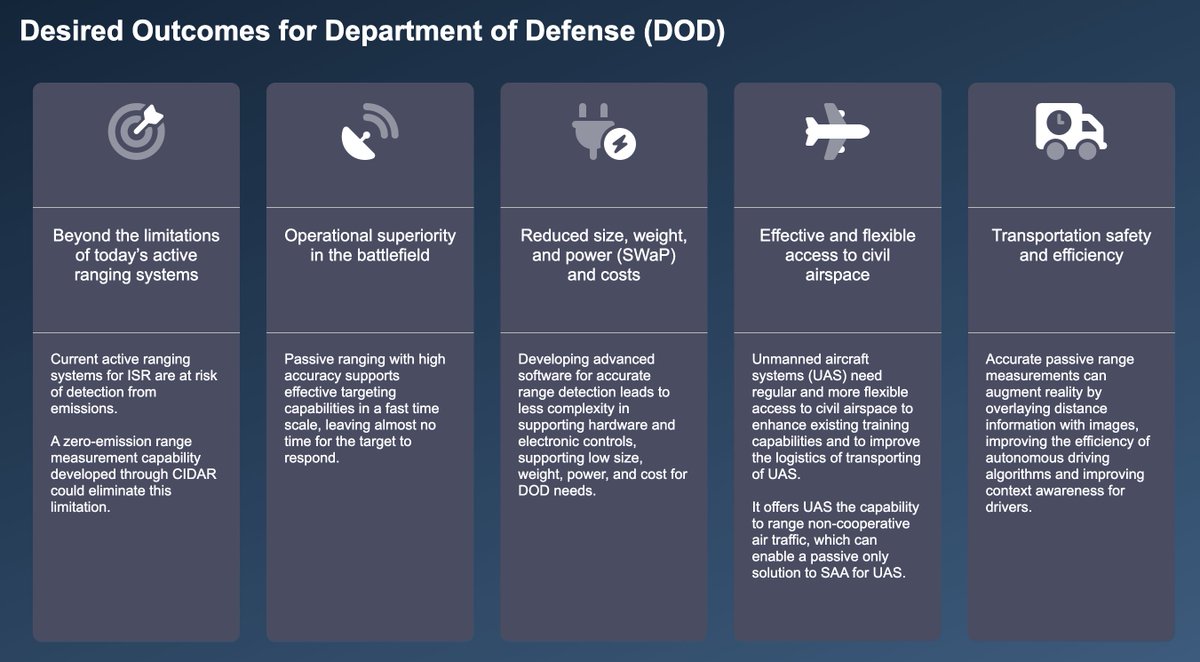 Desired Outcomes for Department of Defense (DOD)
Beyond the limitations
of today’s active
ranging systems
Current active ranging
systems for ISR are at risk
of detection from
emissions.
A zero-emission range
measurement capability
developed through CIDAR
could eliminate this
limitation.
Operational superiority
in the battlefield
Passive ranging with high
accuracy supports
effective targeting
capabilities in a fast time
scale, leaving almost no
time for the target to
respond.
Reduced size, weight,
and power (SWaP)
and costs
Developing advanced
software for accurate
range detection leads to
less complexity in
supporting hardware and
electronic controls,
supporting low size,
weight, power, and cost for
DOD needs.
Effective and flexible
access to civil
airspace
Unmanned aircraft
systems (UAS) need
regular and more flexible
access to civil airspace to
enhance existing training
capabilities and to improve
the logistics of transporting
of UAS.
It offers UAS the capability
to range non-cooperative
air traffic, which can
enable a passive only
solution to SAA for UAS.
Transportation safety
and efficiency
Accurate passive range
measurements can
augment reality by
overlaying distance
information with images,
improving the efficiency of
autonomous driving
algorithms and improving
context awareness for
drivers.